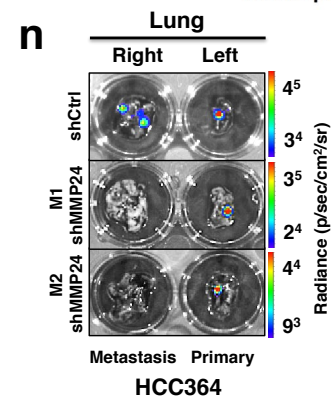 n
Lung
Right Left
shCtrl
4⁵
3⁴
M1
shMMP24
3⁵
2⁴
M2
shMMP24
4⁴
9³
Radiance (p/sec/cm²/sr)
Metastasis Primary
HCC364